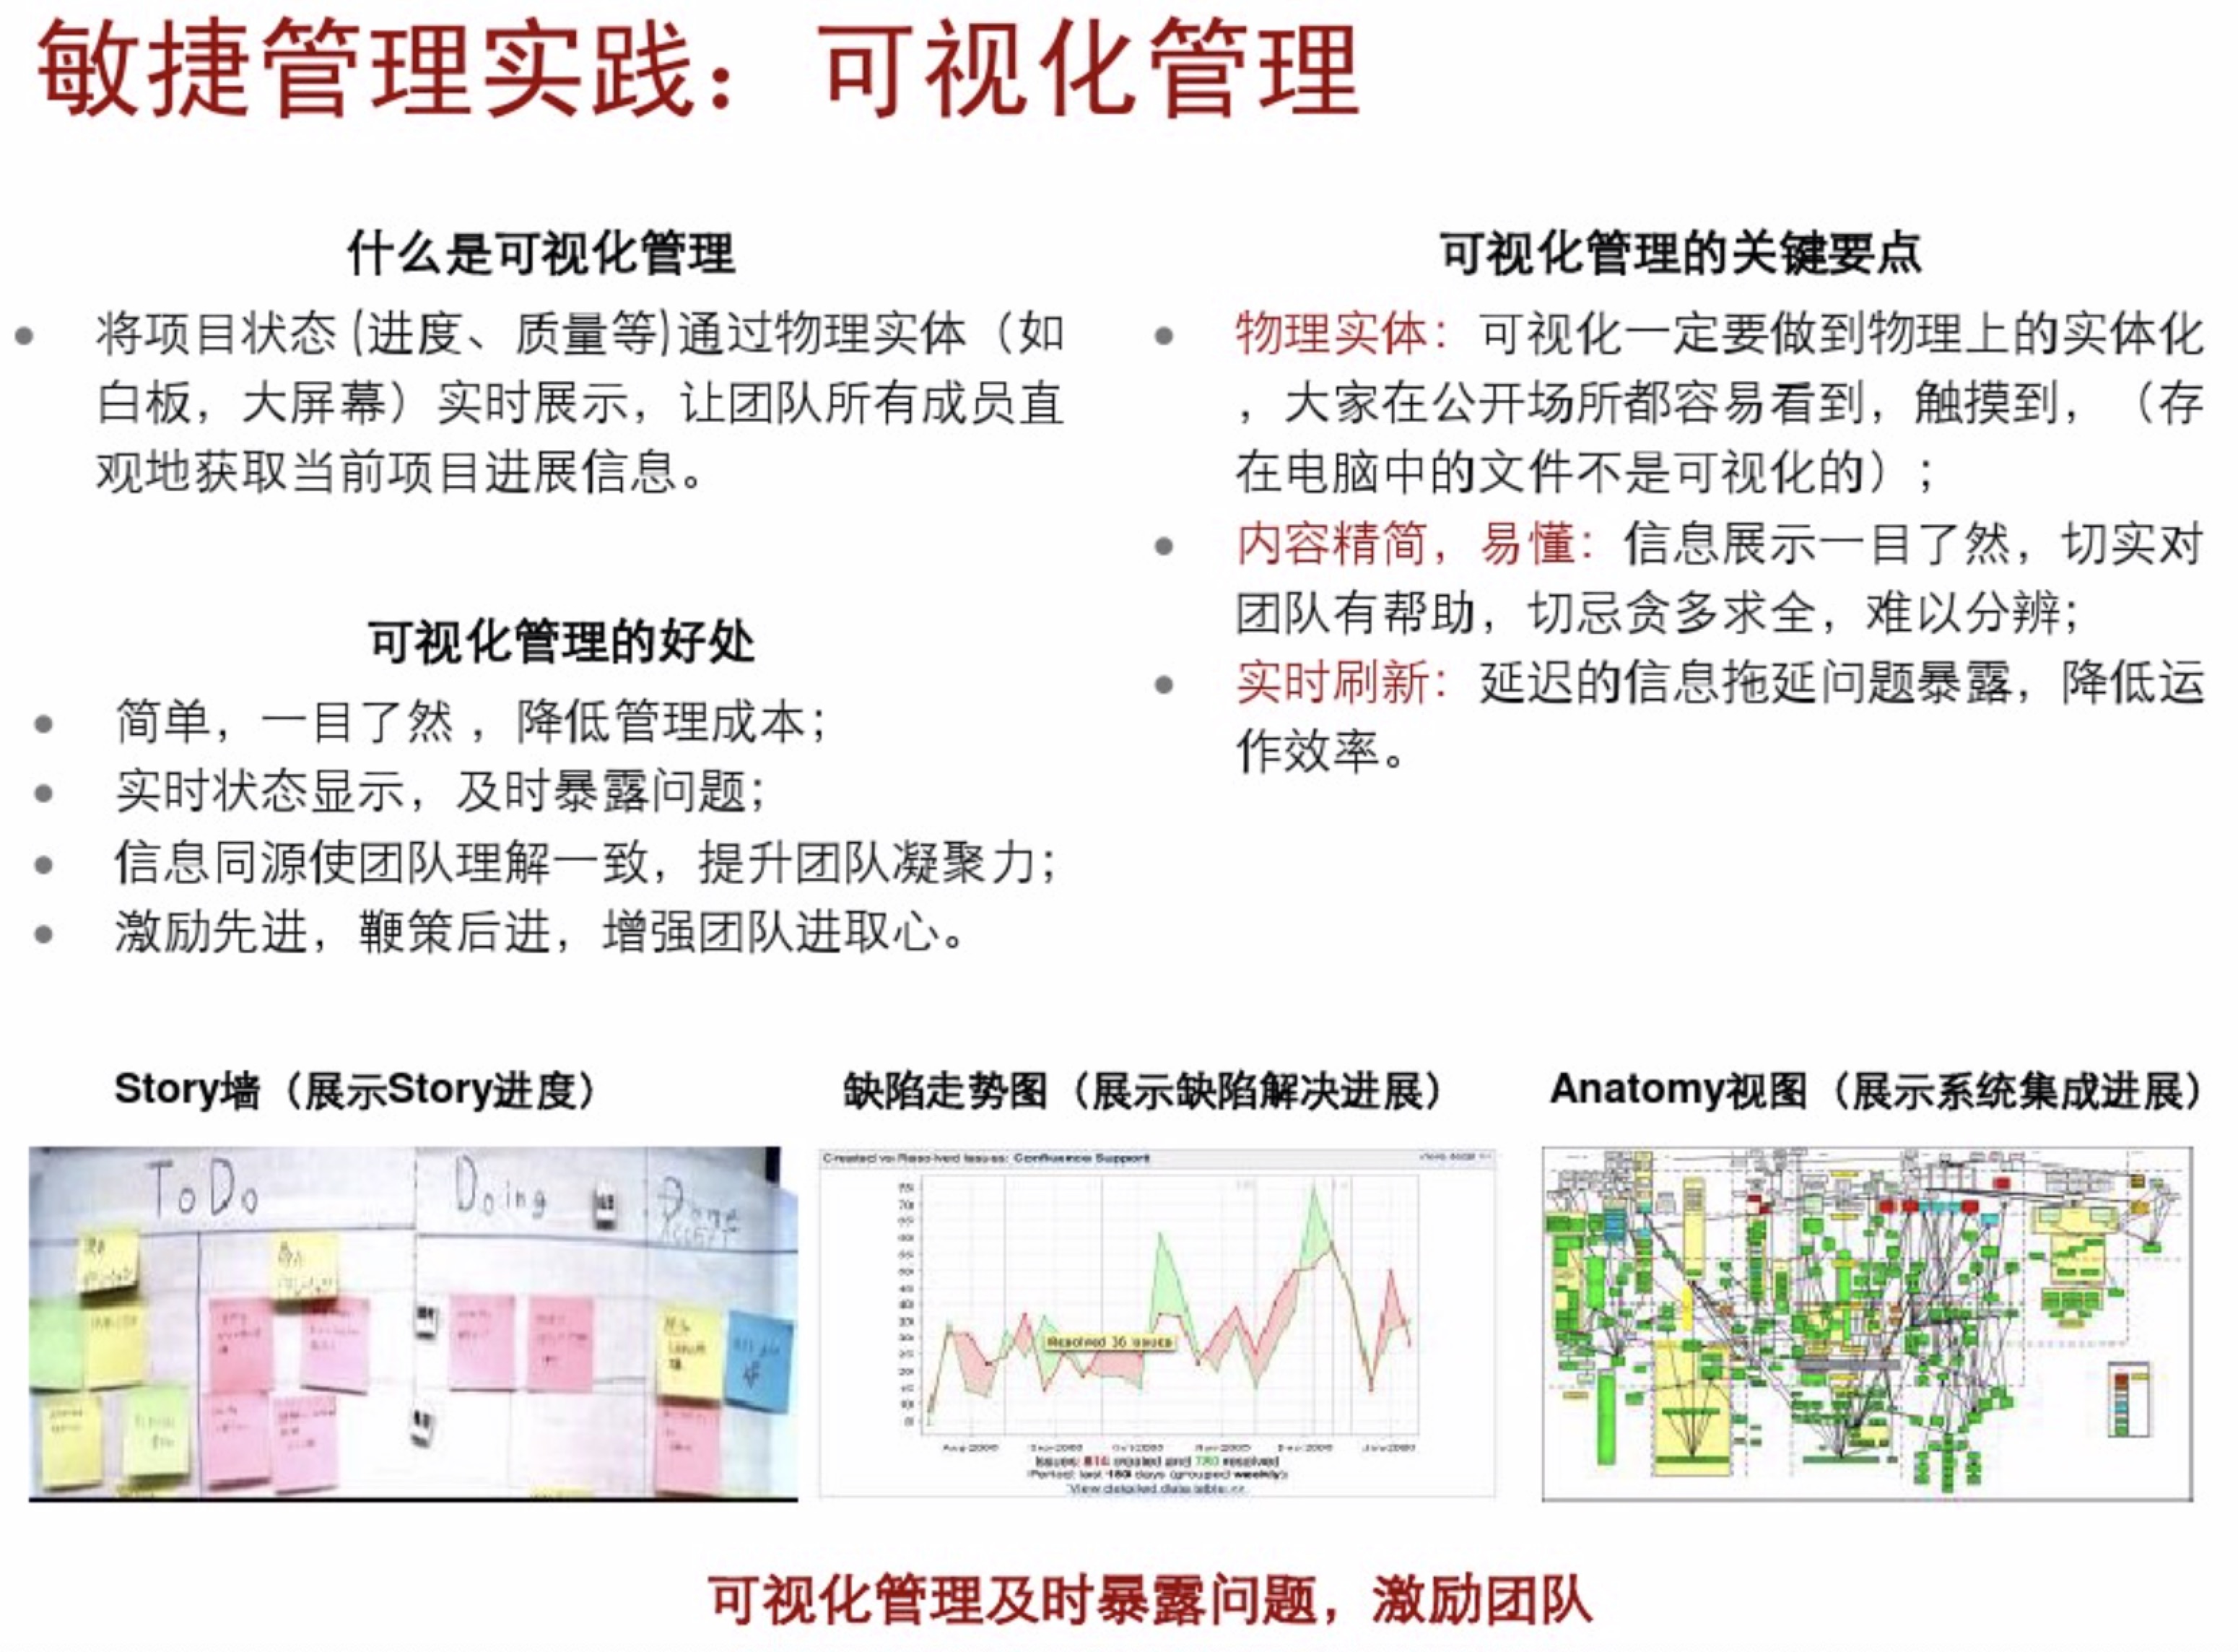 敏捷管理实践：可视化管理
什么是可视化管理
将项目状态(进度、质量等)通过物理实体（如
白板，大屏幕）实时展示，让团队所有成员直
观地获取当前项目进展信息。
可视化管理的好处
简单，一目了然 ，降低管理成本；
实时状态显示，及时暴露问题；
信息同源使团队理解一致，提升团队凝聚力；
激励先进，鞭策后进，增强团队进取心。
可视化管理的关键要点
物理实体：可视化一定要做到物理上的实体化
，大家在公开场所都容易看到，触摸到，（存
在电脑中的文件不是可视化的）；
内容精简，易懂：信息展示一目了然，切实对
团队有帮助，切忌贪多求全，难以分辨；
实时刷新：延迟的信息拖延问题暴露，降低运
作效率。
Story墙（展示Story进度）
ToDo
Doing
Done
缺陷走势图（展示缺陷解决进展）
Created vs Resolved Issues: Confluence Support
Resolved 36 issues
Issues: 814 created and 780 resolved
Period: last 180 days (grouped weekly)
View detailed data table >>
Anatomy视图（展示系统集成进展）
可视化管理及时暴露问题，激励团队